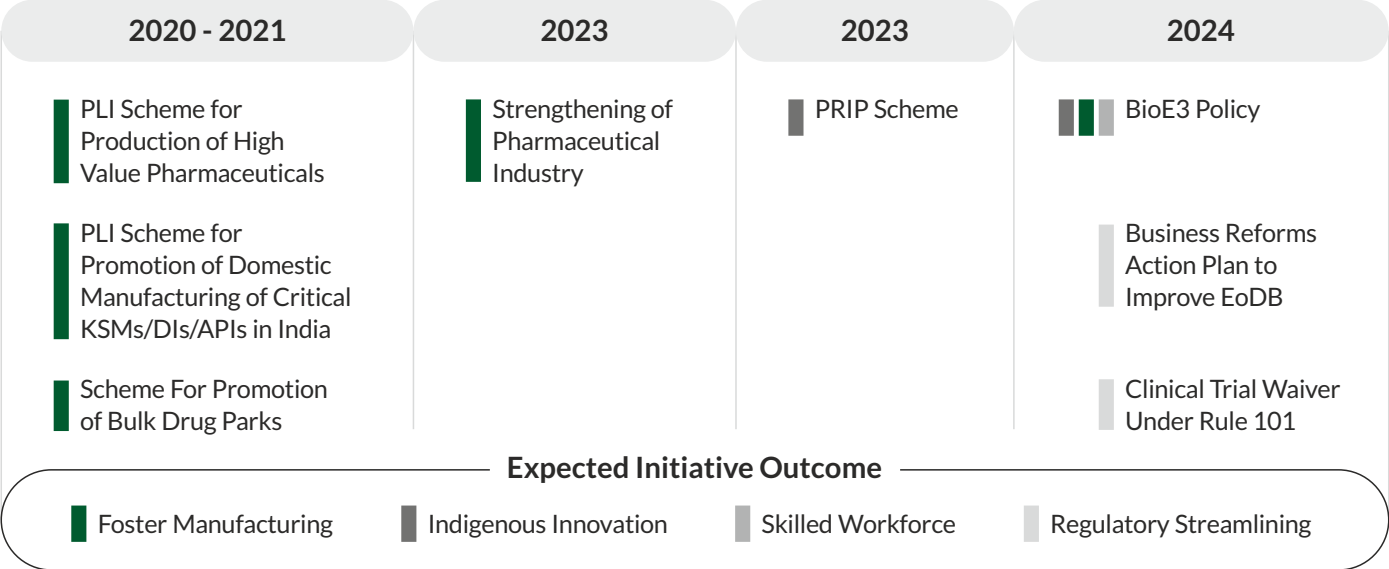 2020 - 2021
PLI Scheme for
Production of High
Value Pharmaceuticals
PLI Scheme for
Promotion of Domestic
Manufacturing of Critical
KSMs/DIs/APIs in India
Scheme For Promotion
of Bulk Drug Parks
2023
Strengthening of
Pharmaceutical
Industry
2023
PRIP Scheme
2024
BioE3 Policy
Business Reforms
Action Plan to
Improve EoDB
Clinical Trial Waiver
Under Rule 101
Expected Initiative Outcome
Foster Manufacturing
Indigenous Innovation
Skilled Workforce
Regulatory Streamlining